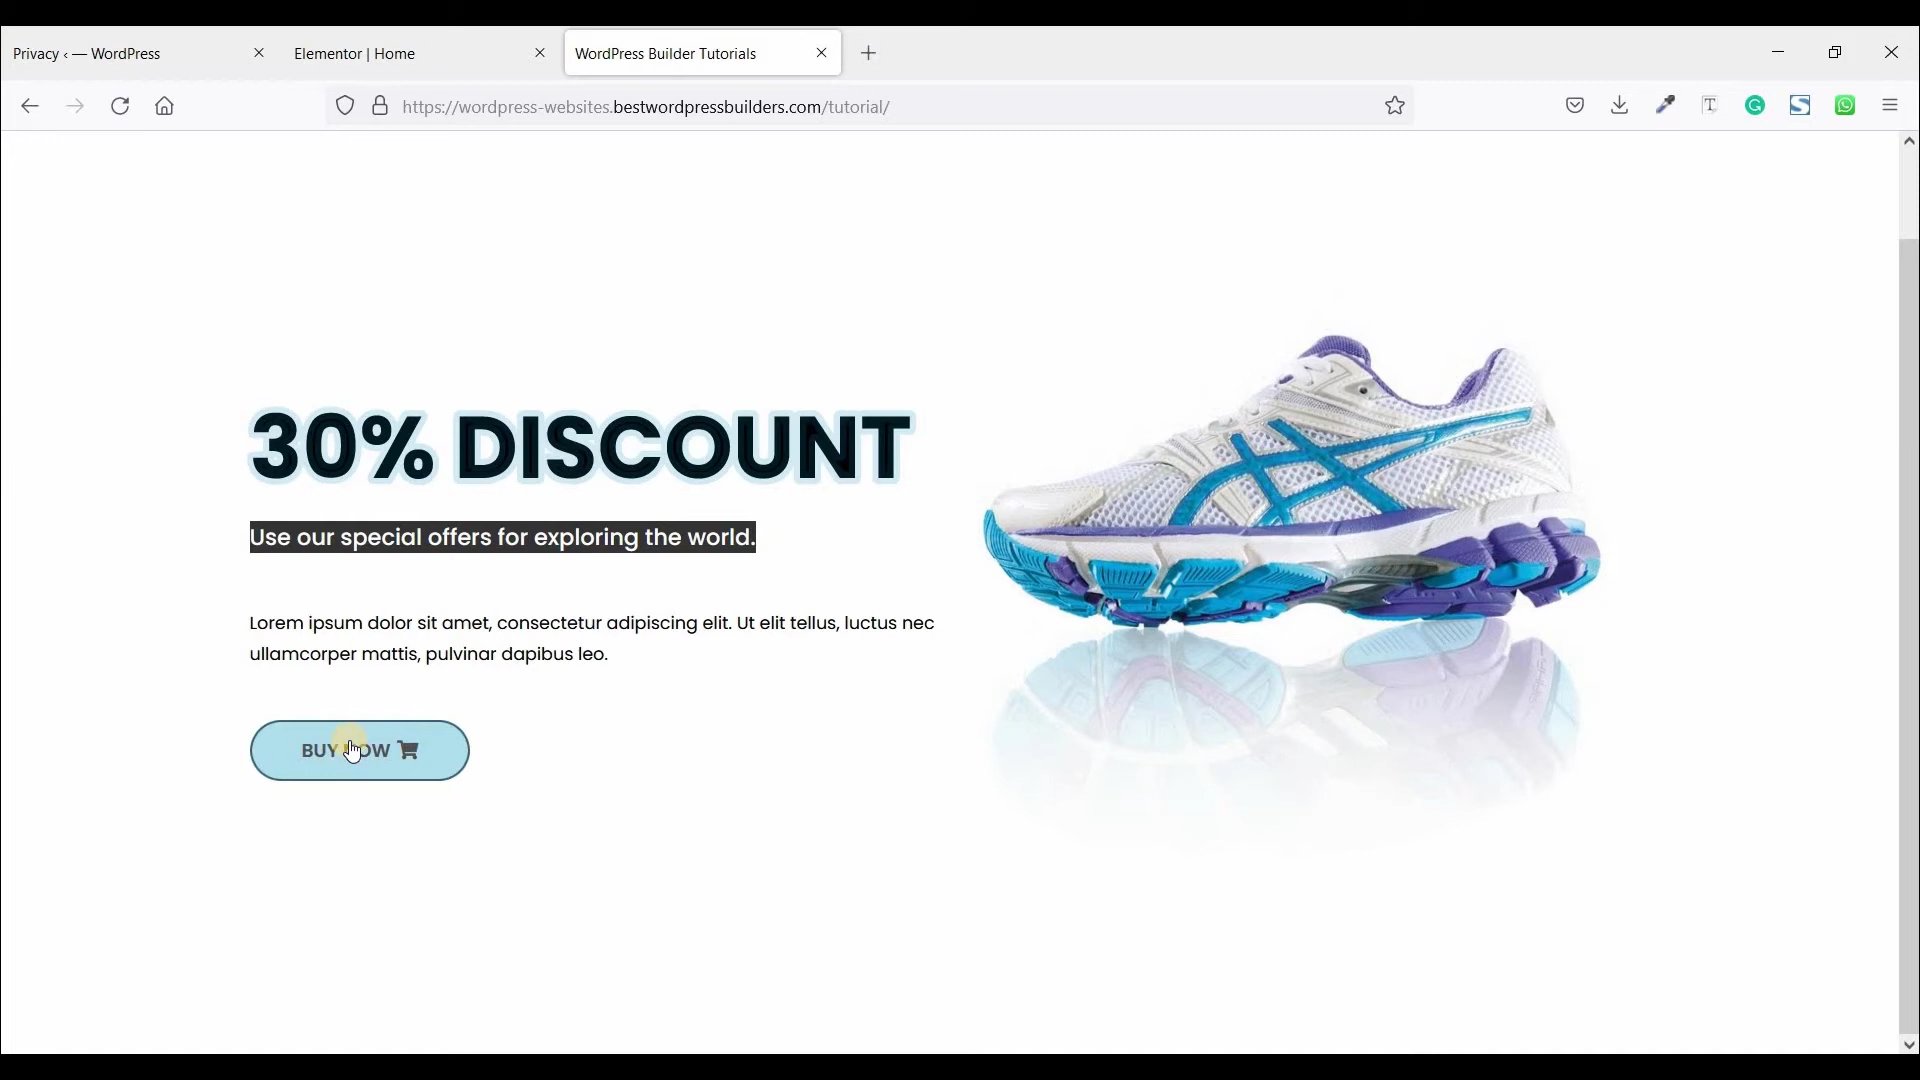 Privacy ‹ — WordPress
Elementor | Home
WordPress Builder Tutorials
https://wordpress-websites.bestwordpressbuilders.com/tutorial/
30% DISCOUNT
Use our special offers for exploring the world.
Lorem ipsum dolor sit amet, consectetur adipiscing elit. Ut elit tellus, luctus nec
ullamcorper mattis, pulvinar dapibus leo.
BUY NOW